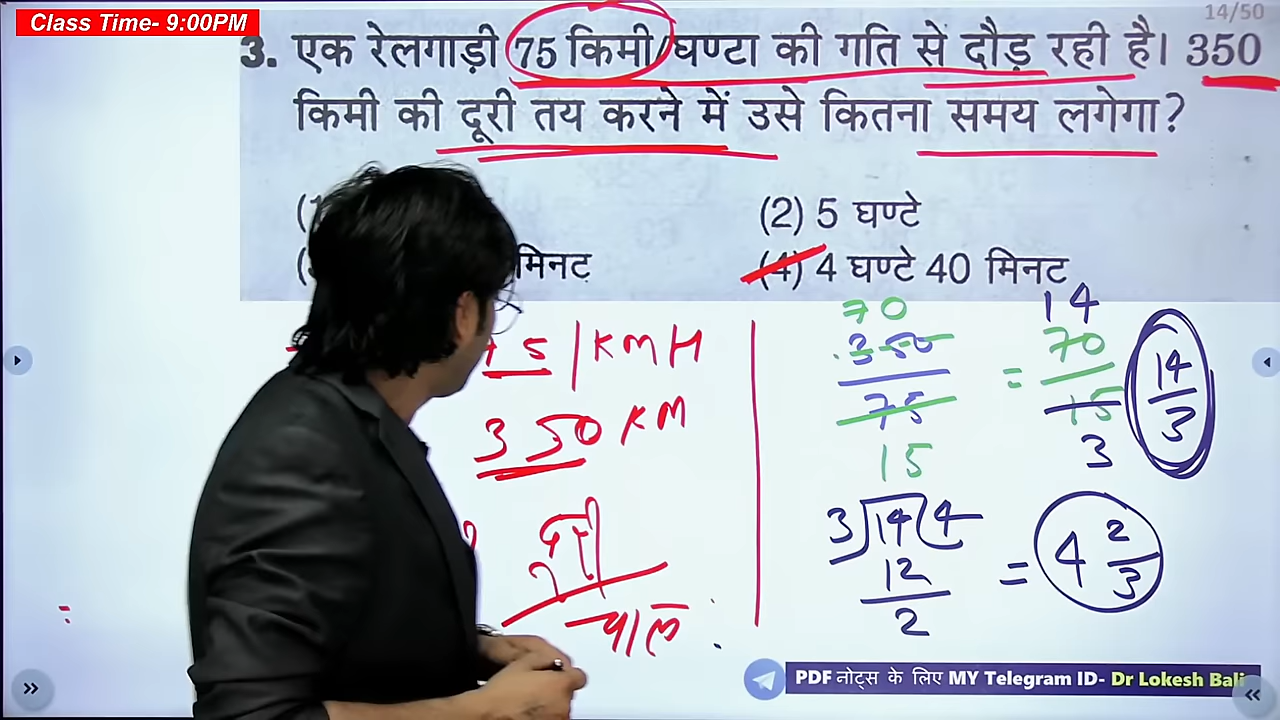 Class Time- 9:00PM
14/50
3. एक रेलगाड़ी 75 किमी/घण्टा की गति से दौड़ रही है। 350
किमी की दूरी तय करने में उसे कितना समय लगेगा?
(2) 5 घण्टे
मिनट
(4) 4 घण्टे 40 मिनट
75 | KMH
350 KM
दूरी
चाल
70
350
75
15
=
14
70
15
3
14
3
3 14 4
12
2
= 4 2/3
PDF नोट्स के लिए MY Telegram ID- Dr Lokesh Bali